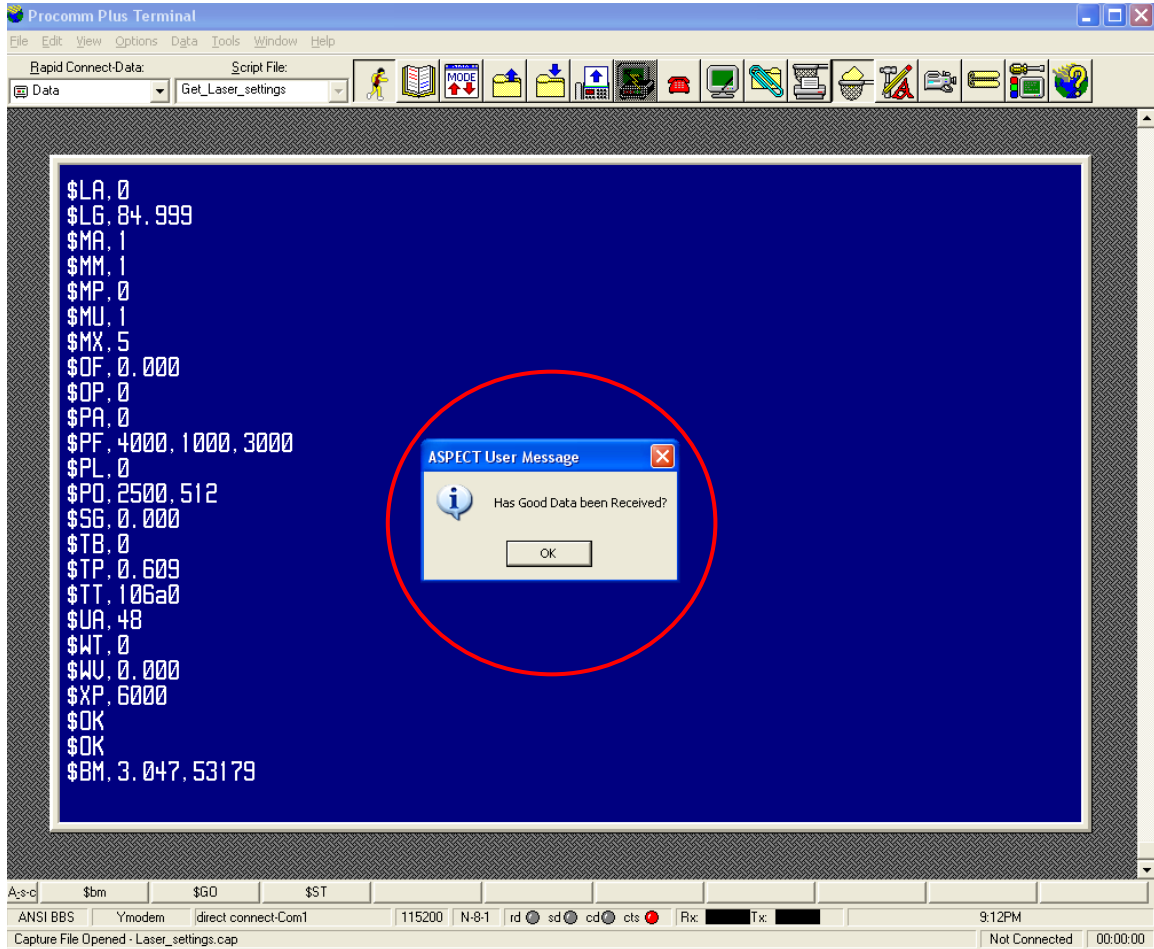 Procomm Plus Terminal
File Edit View Options Data Tools Window Help
Rapid Connect-Data: Script File:
Data Get_Laser_settings
MODE
$LA,0
$LG,84.999
$MA,1
$MM,1
$MP,0
$MU,1
$MX,5
$OF,0.000
$OP,0
$PA,0
$PF,4000,1000,3000
$PL,0
$PO,2500,512
$SG,0.000
$TB,0
$TP,0.609
$TT,106a0
$UA,48
$WT,0
$WU,0.000
$XP,6000
$OK
$OK
$BM,3.047,53179
ASPECT User Message
Has Good Data been Received?
OK
A-s-c $bm $GO $ST
ANSI BBS Ymodem direct connect-Com1 115200 N-8-1 rd sd cd cts Rx: Tx: 9:12PM
Capture File Opened - Laser_settings.cap Not Connected 00:00:00